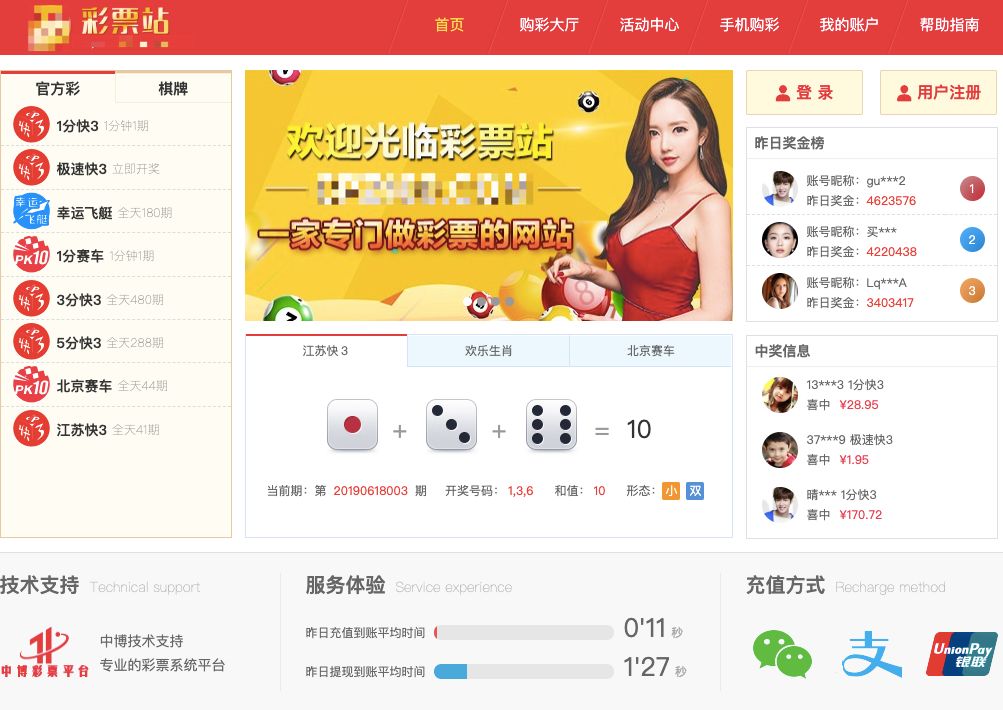 彩票站
首页 购彩大厅 活动中心 手机购彩 我的账户 帮助指南
官方彩 棋牌
快3 1分快3 1分钟1期
快3 极速快3 立即开奖
幸运飞艇 幸运飞艇 全天180期
PK10 1分赛车 1分钟1期
快3 3分快3 全天480期
快3 5分快3 全天288期
PK10 北京赛车 全天44期
快3 江苏快3 全天41期
欢迎光临彩票站
一家专门做彩票的网站
8
江苏快 3 欢乐生肖 北京赛车
+ + = 10
当前期：第 20190618003 期 开奖号码： 1,3,6 和值： 10 形态： 小 双
登 录 用户注册
昨日奖金榜
账号昵称：gu***2
昨日奖金：4623576
1
账号昵称：买***
昨日奖金：4220438
2
账号昵称：Lq***A
昨日奖金：3403417
3
中奖信息
13***3 1分快3
喜中 ¥28.95
37***9 极速快3
喜中 ¥1.95
晴*** 1分快3
喜中 ¥170.72
技术支持 Technical support
中博彩票平台
中博技术支持
专业的彩票系统平台
服务体验 Service experience
昨日充值到账平均时间 0'11 秒
昨日提现到账平均时间 1'27 秒
充值方式 Recharge method
支
UnionPay
银联